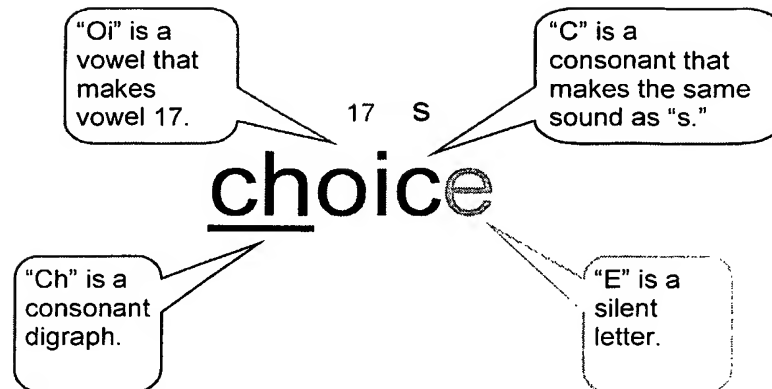 “Oi” is a
vowel that
makes
vowel 17.
“C” is a
consonant that
makes the same
sound as “s.”
17 S
choice
“Ch” is a
consonant
digraph.
“E” is a
silent
letter.